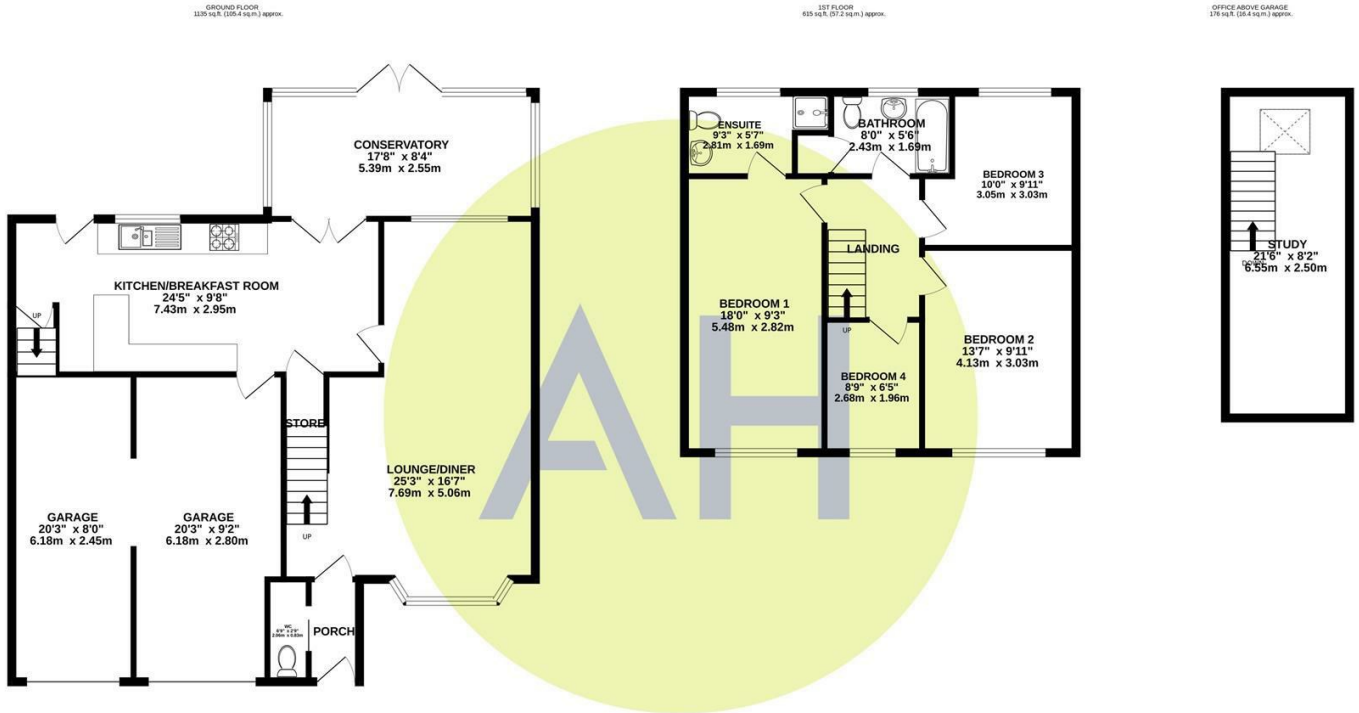 GROUND FLOOR
1135 sq.ft. (105.4 sq.m.) approx.
1ST FLOOR
615 sq.ft. (57.2 sq.m.) approx.
OFFICE ABOVE GARAGE
176 sq.ft. (16.4 sq.m.) approx.
CONSERVATORY
17'8" x 8'4"
5.39m x 2.55m
KITCHEN/BREAKFAST ROOM
24'5" x 9'8"
7.43m x 2.95m
UP
STORE
LOUNGE/DINER
25'3" x 16'7"
7.69m x 5.06m
GARAGE
20'3" x 8'0"
6.18m x 2.45m
GARAGE
20'3" x 9'2"
6.18m x 2.80m
UP
WC
PORCH
ENSUITE
9'3" x 5'7"
2.81m x 1.69m
BATHROOM
8'0" x 5'6"
2.43m x 1.69m
BEDROOM 3
10'0" x 9'11"
3.05m x 3.03m
LANDING
BEDROOM 1
18'0" x 9'3"
5.48m x 2.82m
UP
BEDROOM 2
13'7" x 9'11"
4.13m x 3.03m
BEDROOM 4
8'9" x 6'5"
2.68m x 1.96m
STUDY
21'6" x 8'2"
DOWN
6.55m x 2.50m
AH